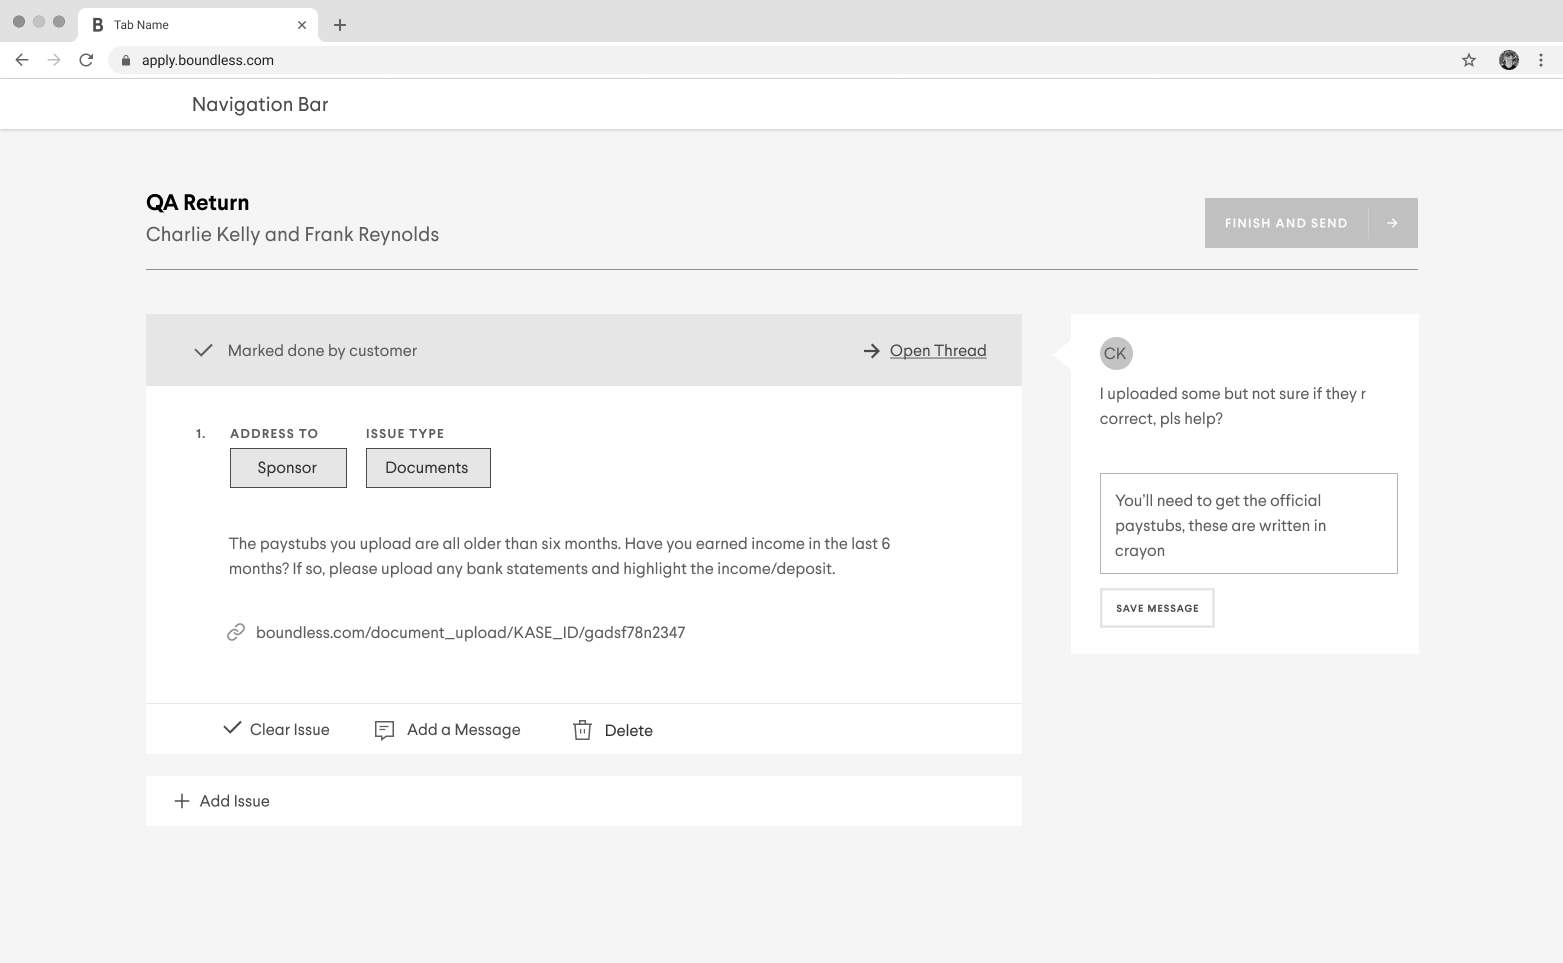 B Tab Name
apply.boundless.com
Navigation Bar
QA Return
Charlie Kelly and Frank Reynolds
FINISH AND SEND
Marked done by customer
Open Thread
1. ADDRESS TO ISSUE TYPE
Sponsor Documents
The paystubs you upload are all older than six months. Have you earned income in the last 6
months? If so, please upload any bank statements and highlight the income/deposit.
boundless.com/document_upload/KASE_ID/gadsf78n2347
Clear Issue Add a Message Delete
Add Issue
CK
I uploaded some but not sure if they r
correct, pls help?
You’ll need to get the official
paystubs, these are written in
crayon
SAVE MESSAGE